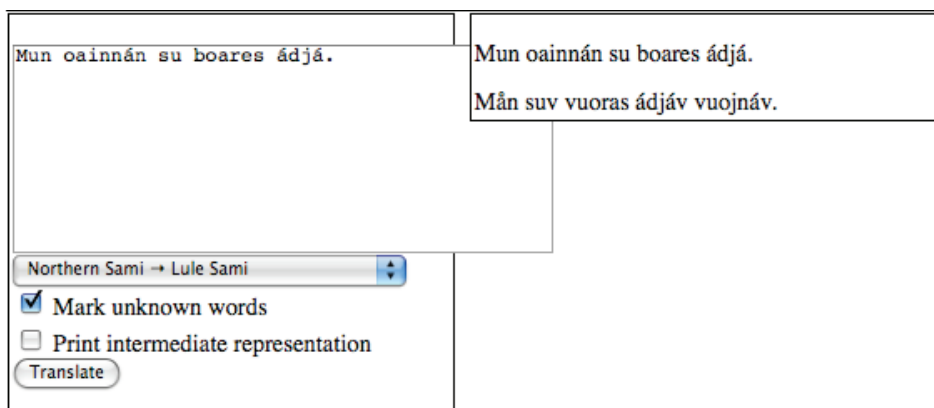 Mun oainnán su boares ádjá.
Northern Sami → Lule Sami
Mark unknown words
Print intermediate representation
Translate
Mun oainnán su boares ádjá.
Mån suv vuoras ádjáv vuojnáv.